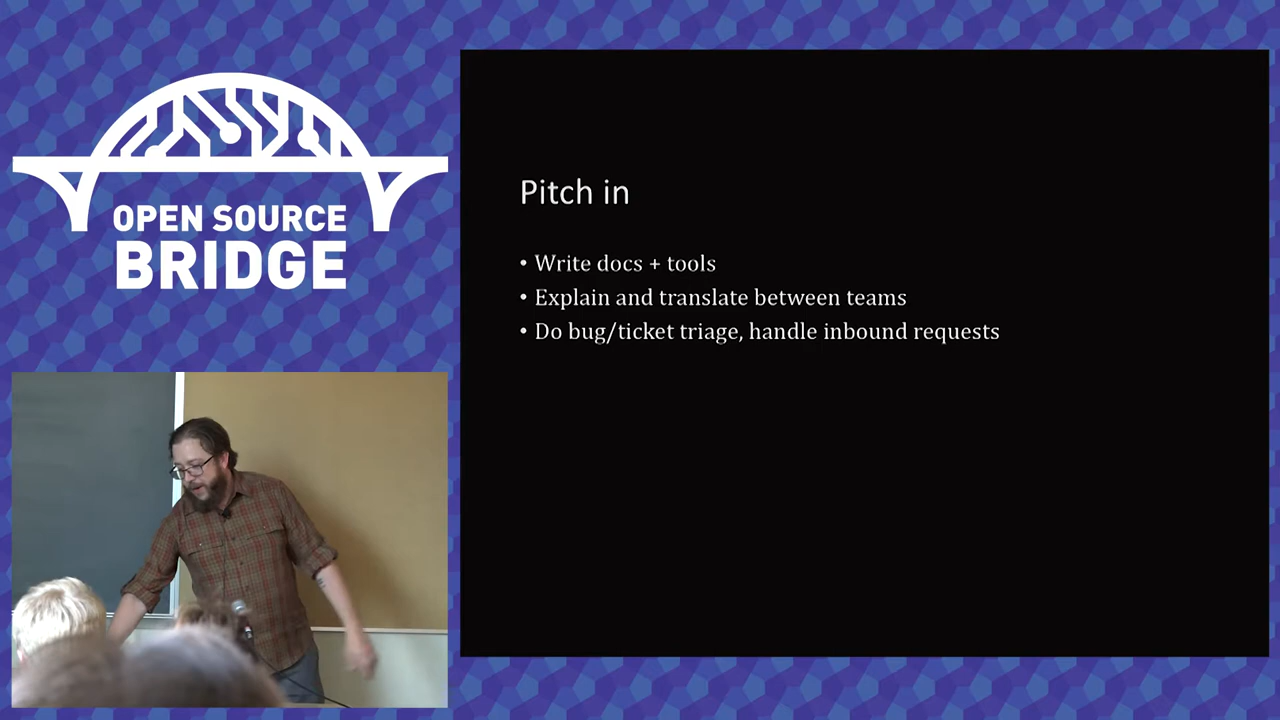 OPEN SOURCE
BRIDGE
Pitch in
• Write docs + tools
• Explain and translate between teams
• Do bug/ticket triage, handle inbound requests